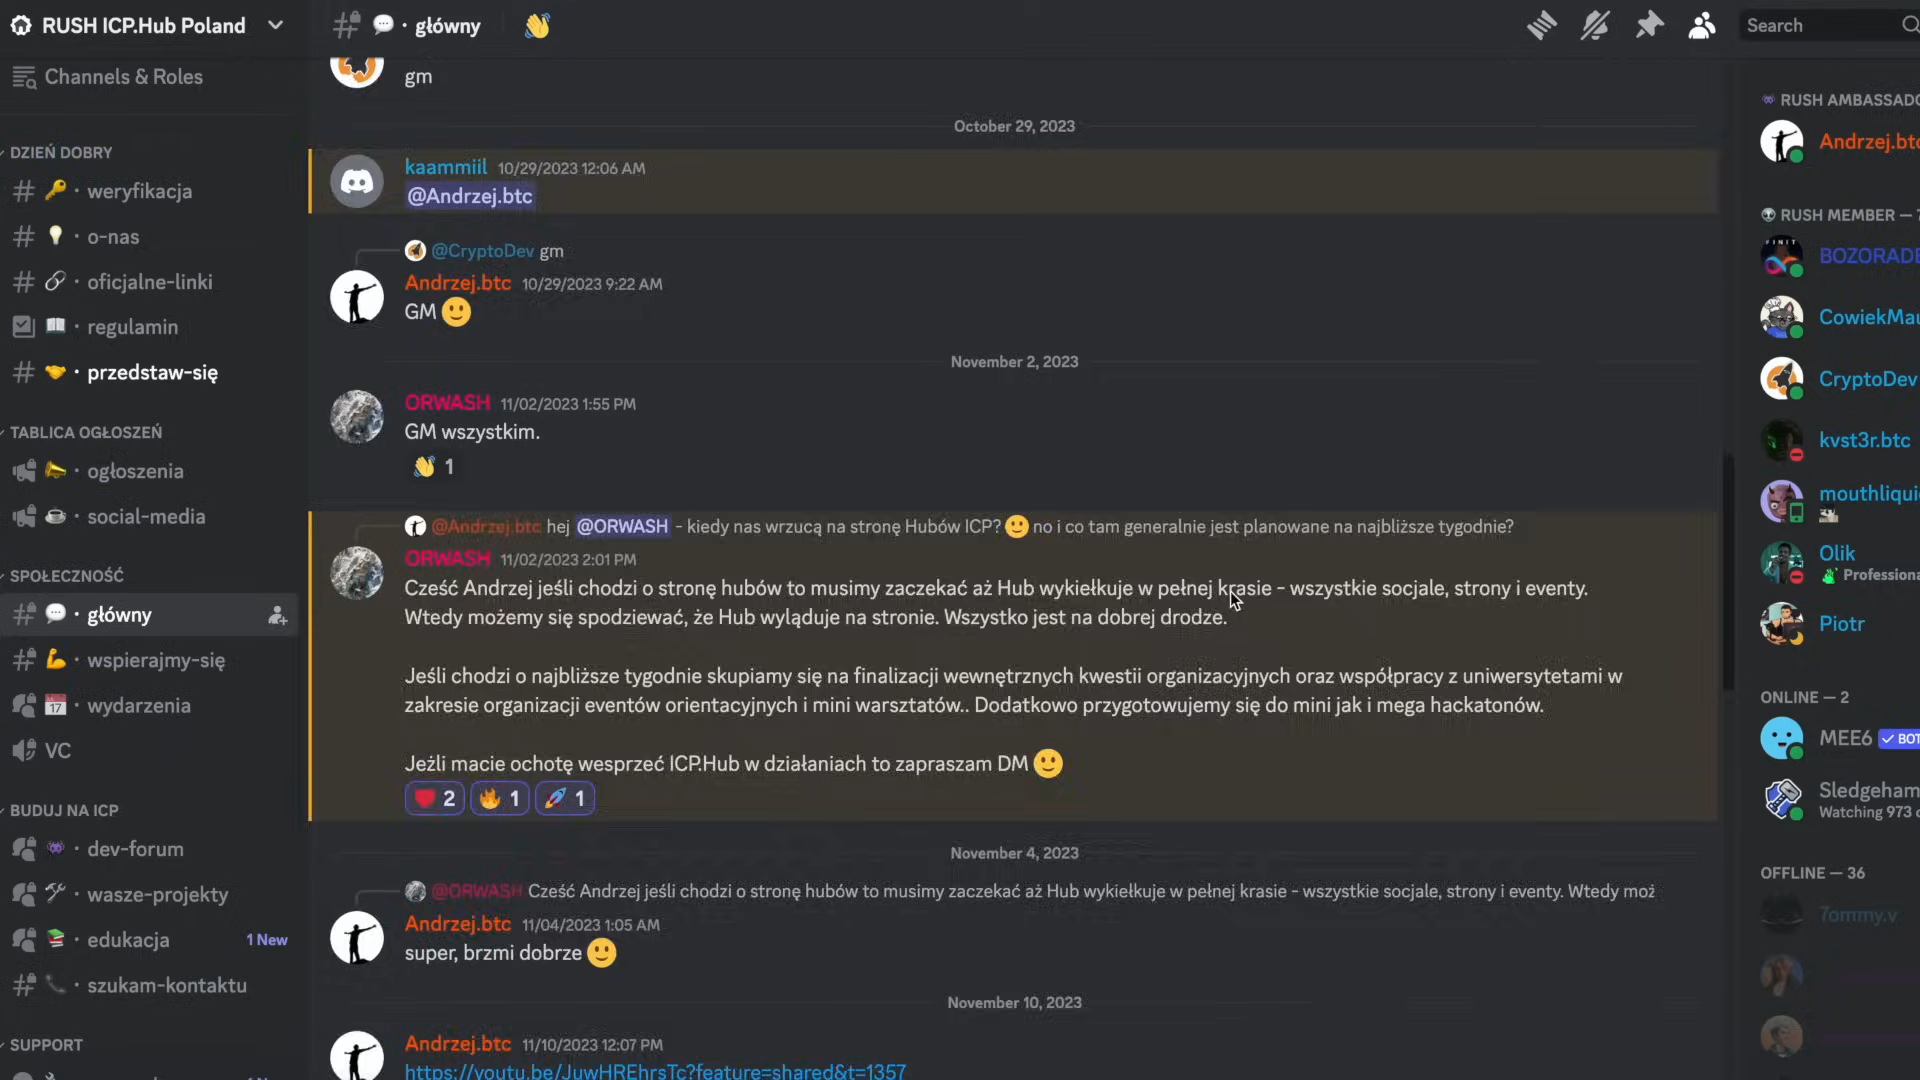 RUSH ICP.Hub Poland
Channels & Roles
DZIEŃ DOBRY
weryfikacja
o-nas
oficjalne-linki
regulamin
przedstaw-się
TABLICA OGŁOSZEŃ
ogłoszenia
social-media
SPOŁECZNOŚĆ
główny
wspierajmy-się
wydarzenia
VC
BUDUJ NA ICP
dev-forum
wasze-projekty
edukacja 1 New
szukam-kontaktu
SUPPORT
· główny
Search
gm
October 29, 2023
kaammiil 10/29/2023 12:06 AM
@Andrzej.btc
@CryptoDev gm
Andrzej.btc 10/29/2023 9:22 AM
GM
November 2, 2023
ORWASH 11/02/2023 1:55 PM
GM wszystkim.
1
@Andrzej.btc hej @ORWASH - kiedy nas wrzucą na stronę Hubów ICP? no i co tam generalnie jest planowane na najbliższe tygodnie?
ORWASH 11/02/2023 2:01 PM
Cześć Andrzej jeśli chodzi o stronę hubów to musimy zaczekać aż Hub wykiełkuje w pełnej krasie - wszystkie socjale, strony i eventy.
Wtedy możemy się spodziewać, że Hub wyląduje na stronie. Wszystko jest na dobrej drodze.
Jeśli chodzi o najbliższe tygodnie skupiamy się na finalizacji wewnętrznych kwestii organizacyjnych oraz współpracy z uniwersytetami w
zakresie organizacji eventów orientacyjnych i mini warsztatów.. Dodatkowo przygotowujemy się do mini jak i mega hackatonów.
Jeżli macie ochotę wesprzeć ICP.Hub w działaniach to zapraszam DM
2 1 1
November 4, 2023
@ORWASH Cześć Andrzej jeśli chodzi o stronę hubów to musimy zaczekać aż Hub wykiełkuje w pełnej krasie - wszystkie socjale, strony i eventy. Wtedy moż
Andrzej.btc 11/04/2023 1:05 AM
super, brzmi dobrze
November 10, 2023
Andrzej.btc 11/10/2023 12:07 PM
https://youtu.be/JuwHREhrsTc?feature=shared&t=1357
RUSH AMBASSADO
Andrzej.btc
RUSH MEMBER — 7
BOZORADE
CowiekMau
CryptoDev
kvst3r.btc
mouthliqui
Olik
Professiona
Piotr
ONLINE — 2
MEE6 BOT
Sledgeham
Watching 973
OFFLINE — 36
7ommy.v